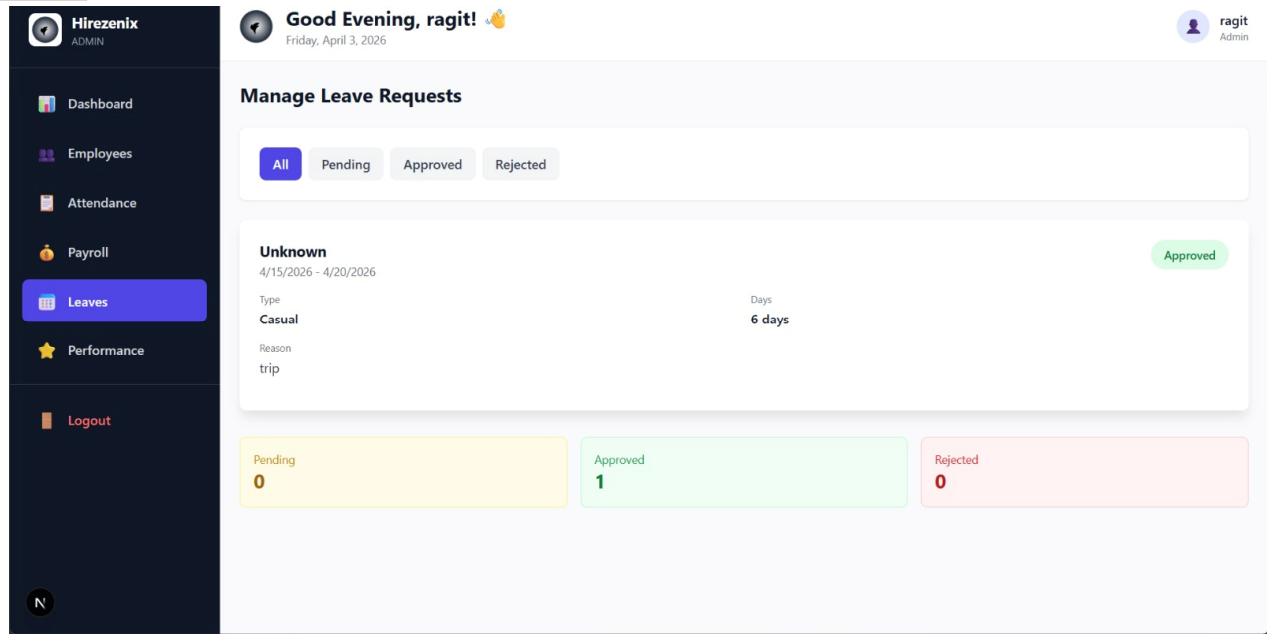 Hirezenix
ADMIN
Dashboard
Employees
Attendance
Payroll
Leaves
Performance
Logout
N
Good Evening, ragit! 👋
Friday, April 3, 2026
ragit
Admin
Manage Leave Requests
All Pending Approved Rejected
Unknown
4/15/2026 - 4/20/2026
Approved
Type Days
Casual 6 days
Reason
trip
Pending Approved Rejected
0 1 0